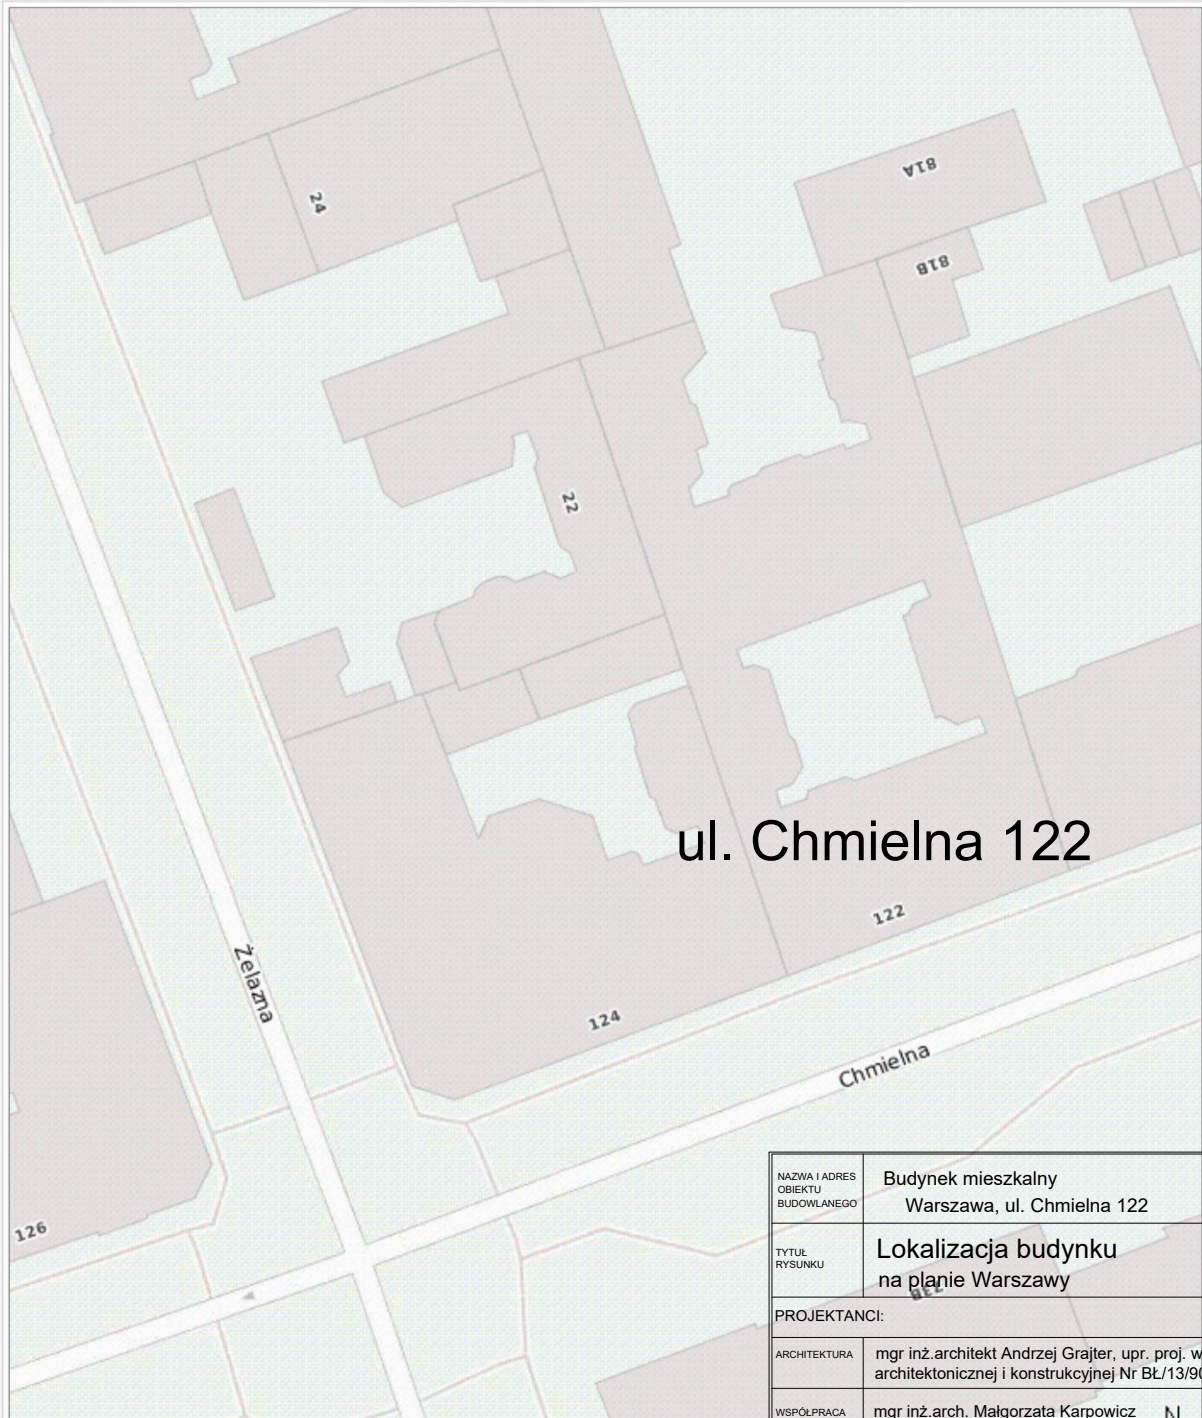 81A
24
81B
22
ul. Chmielna 122
122
Żelazna
124
Chmielna
126
NAZWA I ADRES
OBIEKTU
BUDOWLANEGO
Budynek mieszkalny
Warszawa, ul. Chmielna 122
TYTUŁ
RYSUNKU
Lokalizacja budynku
na planie Warszawy
73B
PROJEKTANCI:
ARCHITEKTURA
mgr inż.architekt Andrzej Grajter, upr. proj. w
architektonicznej i konstrukcyjnej Nr BŁ/13/90
WSPÓŁPRACA
mgr inż.arch. Małgorzata Karpowicz
N